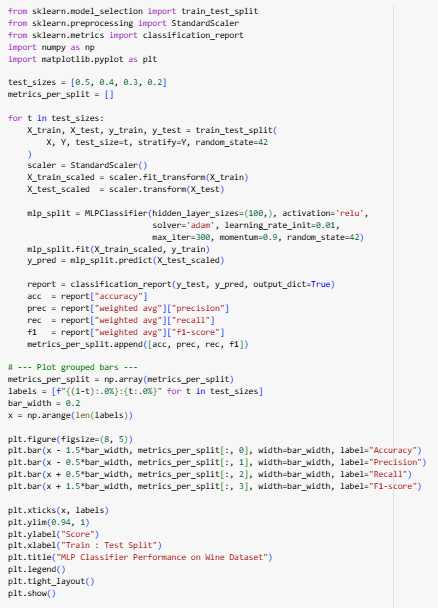 from sklearn.model_selection import train_test_split
from sklearn.preprocessing import StandardScaler
from sklearn.metrics import classification_report
import numpy as np
import matplotlib.pyplot as plt

test_sizes = [0.5, 0.4, 0.3, 0.2]
metrics_per_split = []

for t in test_sizes:
    X_train, X_test, y_train, y_test = train_test_split(
        X, Y, test_size=t, stratify=Y, random_state=42
    )
    scaler = StandardScaler()
    X_train_scaled = scaler.fit_transform(X_train)
    X_test_scaled  = scaler.transform(X_test)

    mlp_split = MLPClassifier(hidden_layer_sizes=(100,), activation='relu',
                              solver='adam', learning_rate_init=0.01,
                              max_iter=300, momentum=0.9, random_state=42)
    mlp_split.fit(X_train_scaled, y_train)
    y_pred = mlp_split.predict(X_test_scaled)

    report = classification_report(y_test, y_pred, output_dict=True)
    acc  = report["accuracy"]
    prec = report["weighted avg"]["precision"]
    rec  = report["weighted avg"]["recall"]
    f1   = report["weighted avg"]["f1-score"]
    metrics_per_split.append([acc, prec, rec, f1])

# --- Plot grouped bars ---
metrics_per_split = np.array(metrics_per_split)
labels = [f"{(1-t):.0%}:{t:.0%}" for t in test_sizes]
bar_width = 0.2
x = np.arange(len(labels))

plt.figure(figsize=(8, 5))
plt.bar(x - 1.5*bar_width, metrics_per_split[:, 0], width=bar_width, label="Accuracy")
plt.bar(x - 0.5*bar_width, metrics_per_split[:, 1], width=bar_width, label="Precision")
plt.bar(x + 0.5*bar_width, metrics_per_split[:, 2], width=bar_width, label="Recall")
plt.bar(x + 1.5*bar_width, metrics_per_split[:, 3], width=bar_width, label="F1-score")

plt.xticks(x, labels)
plt.ylim(0.94, 1)
plt.ylabel("Score")
plt.xlabel("Train : Test Split")
plt.title("MLP Classifier Performance on Wine Dataset")
plt.legend()
plt.tight_layout()
plt.show()